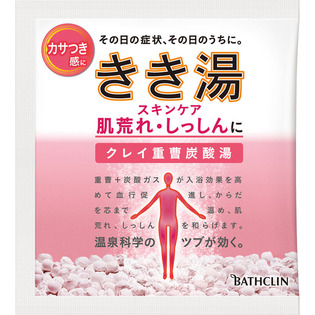 カサつき
感に
その日の症状、その日のうちに。
きき湯
スキンケア
肌荒れ・しっしんに
クレイ重曹炭酸湯
重曹＋炭酸ガスが入浴効果を高
めて血行促進し、からだ
を芯まで温め、肌
荒れ、しっしんを和らげます。
温泉科学のツブが効く。
BATHCLIN